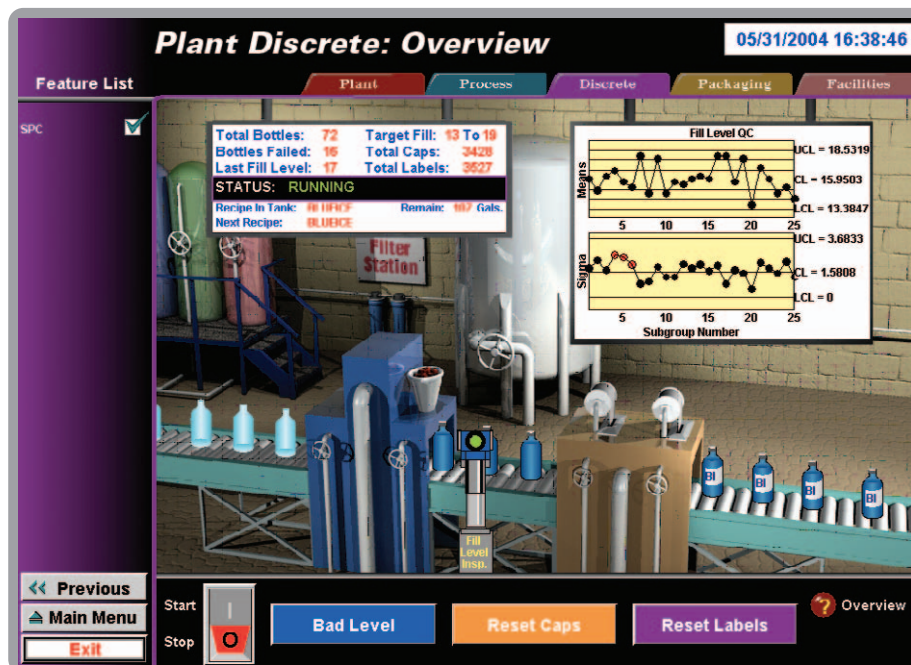 Plant Discrete: Overview
05/31/2004 16:38:46
Feature List
Plant
Process
Discrete
Packaging
Facilities
SPC
Total Bottles: 72 Target Fill: 13 To 19
Bottles Failed: 16 Total Caps: 3428
Last Fill Level: 17 Total Labels: 3527
STATUS: RUNNING
Recipe In Tank: BLUEICE Remain: 107 Gals.
Next Recipe: BLUEICE
Fill Level QC
Means
UCL = 18.5319
CL = 15.9503
LCL = 13.3847
5 10 15 20 25
Sigma
UCL = 3.6833
CL = 1.5808
LCL = 0
5 10 15 20 25
Subgroup Number
Filter
Station
BI
BI
BI
BI
Fill
Level
Insp.
Previous
Main Menu
Exit
Start
Stop
I
O
Bad Level
Reset Caps
Reset Labels
? Overview